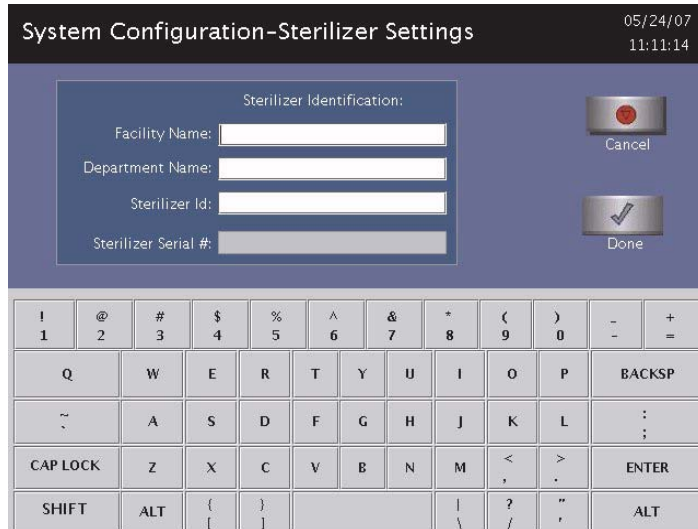 System Configuration-Sterilizer Settings
05/24/07
11:11:14
Sterilizer Identification:
Facility Name:
Department Name:
Sterilizer Id:
Sterilizer Serial #:
Cancel
Done
! @ # $ % ^ & * ( ) _ +
1 2 3 4 5 6 7 8 9 0 - =
Q W E R T Y U I O P BACKSP
~ :
` A S D F G H J K L ;
CAP LOCK Z X C V B N M < > ENTER
, .
SHIFT ALT { } | ? " ALT
[ ] \ / '